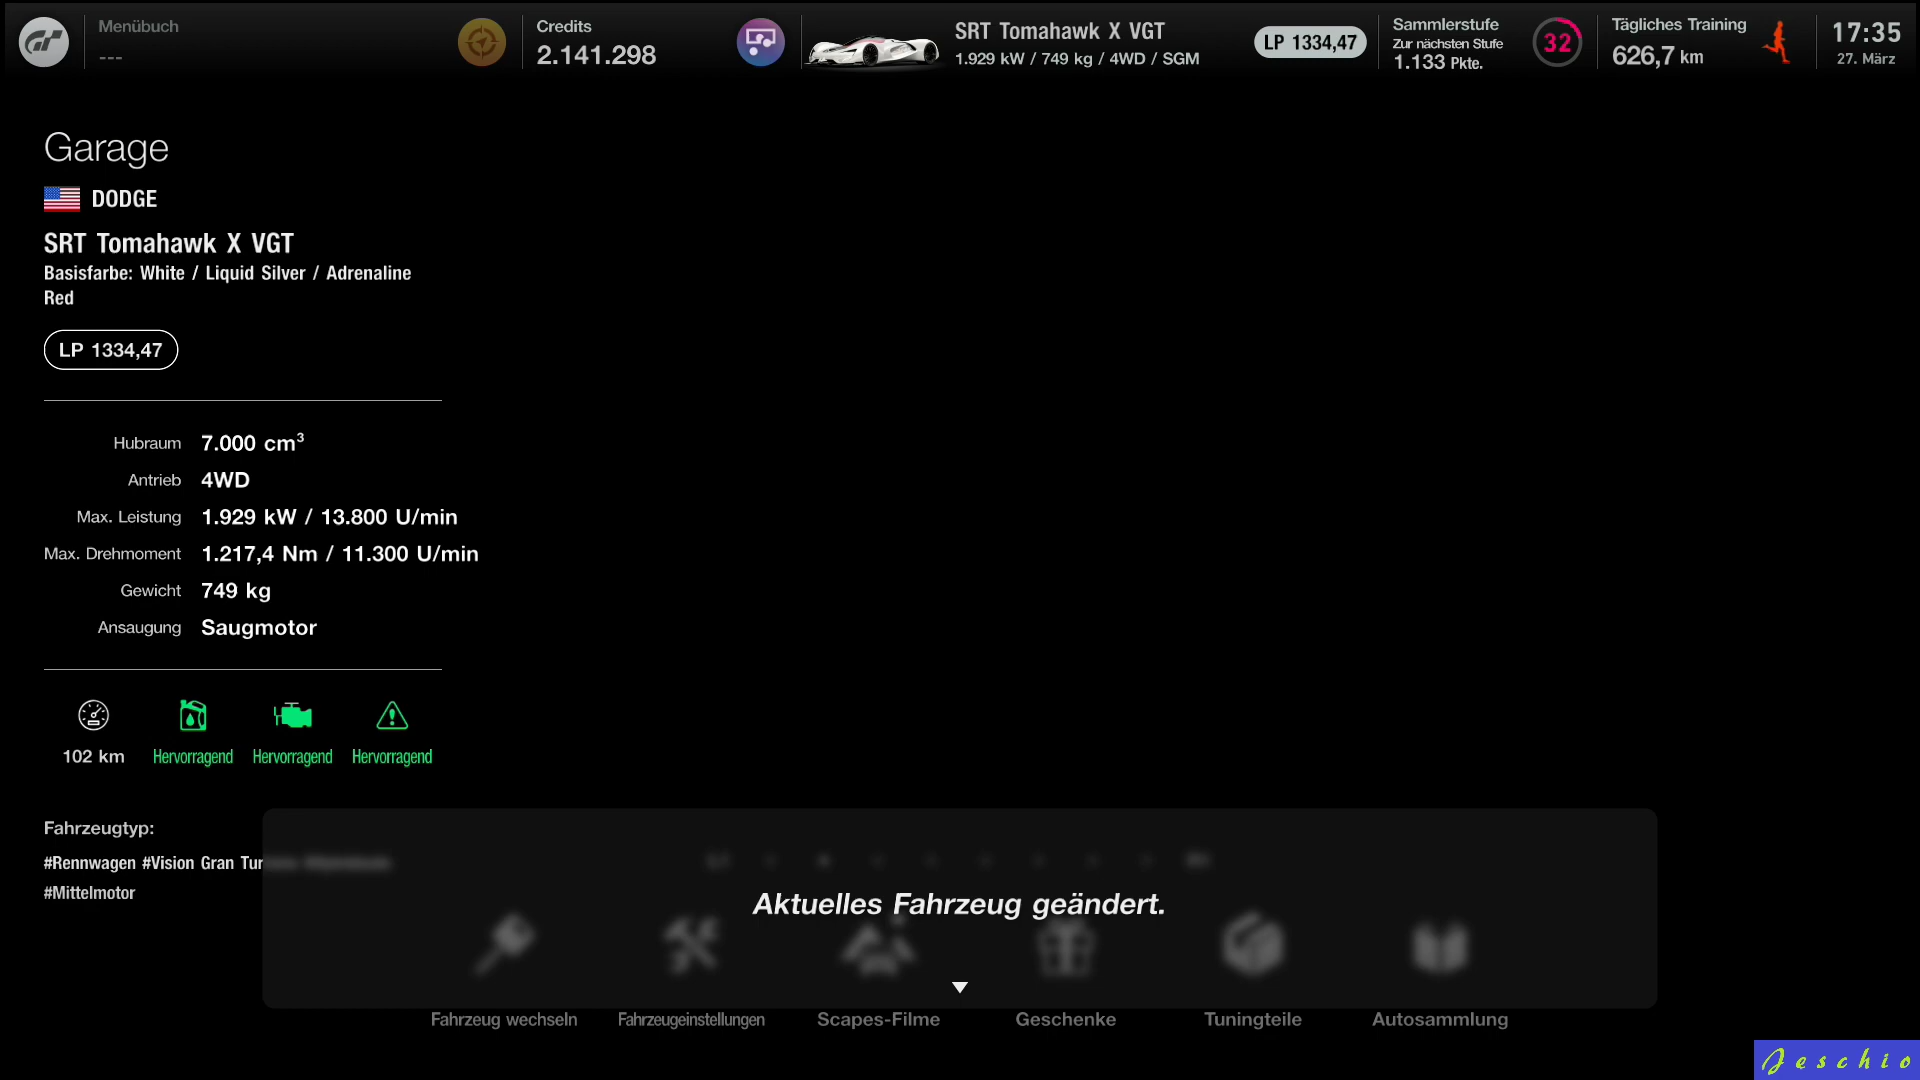 Menübuch
---
Credits
2.141.298
SRT Tomahawk X VGT
1.929 kW / 749 kg / 4WD / SGM
LP 1334,47
Sammlerstufe
Zur nächsten Stufe
1.133 Pkte.
32
Tägliches Training
626,7 km
17:35
27. März
Garage
DODGE
SRT Tomahawk X VGT
Basisfarbe: White / Liquid Silver / Adrenaline
Red
LP 1334,47
Hubraum 7.000 cm³
Antrieb 4WD
Max. Leistung 1.929 kW / 13.800 U/min
Max. Drehmoment 1.217,4 Nm / 11.300 U/min
Gewicht 749 kg
Ansaugung Saugmotor
102 km Hervorragend Hervorragend Hervorragend
Fahrzeugtyp:
#Rennwagen #Vision Gran Tur
#Mittelmotor
Aktuelles Fahrzeug geändert.
Fahrzeug wechseln Fahrzeugeinstellungen Scapes-Filme Geschenke Tuningteile Autosammlung
Jeschio